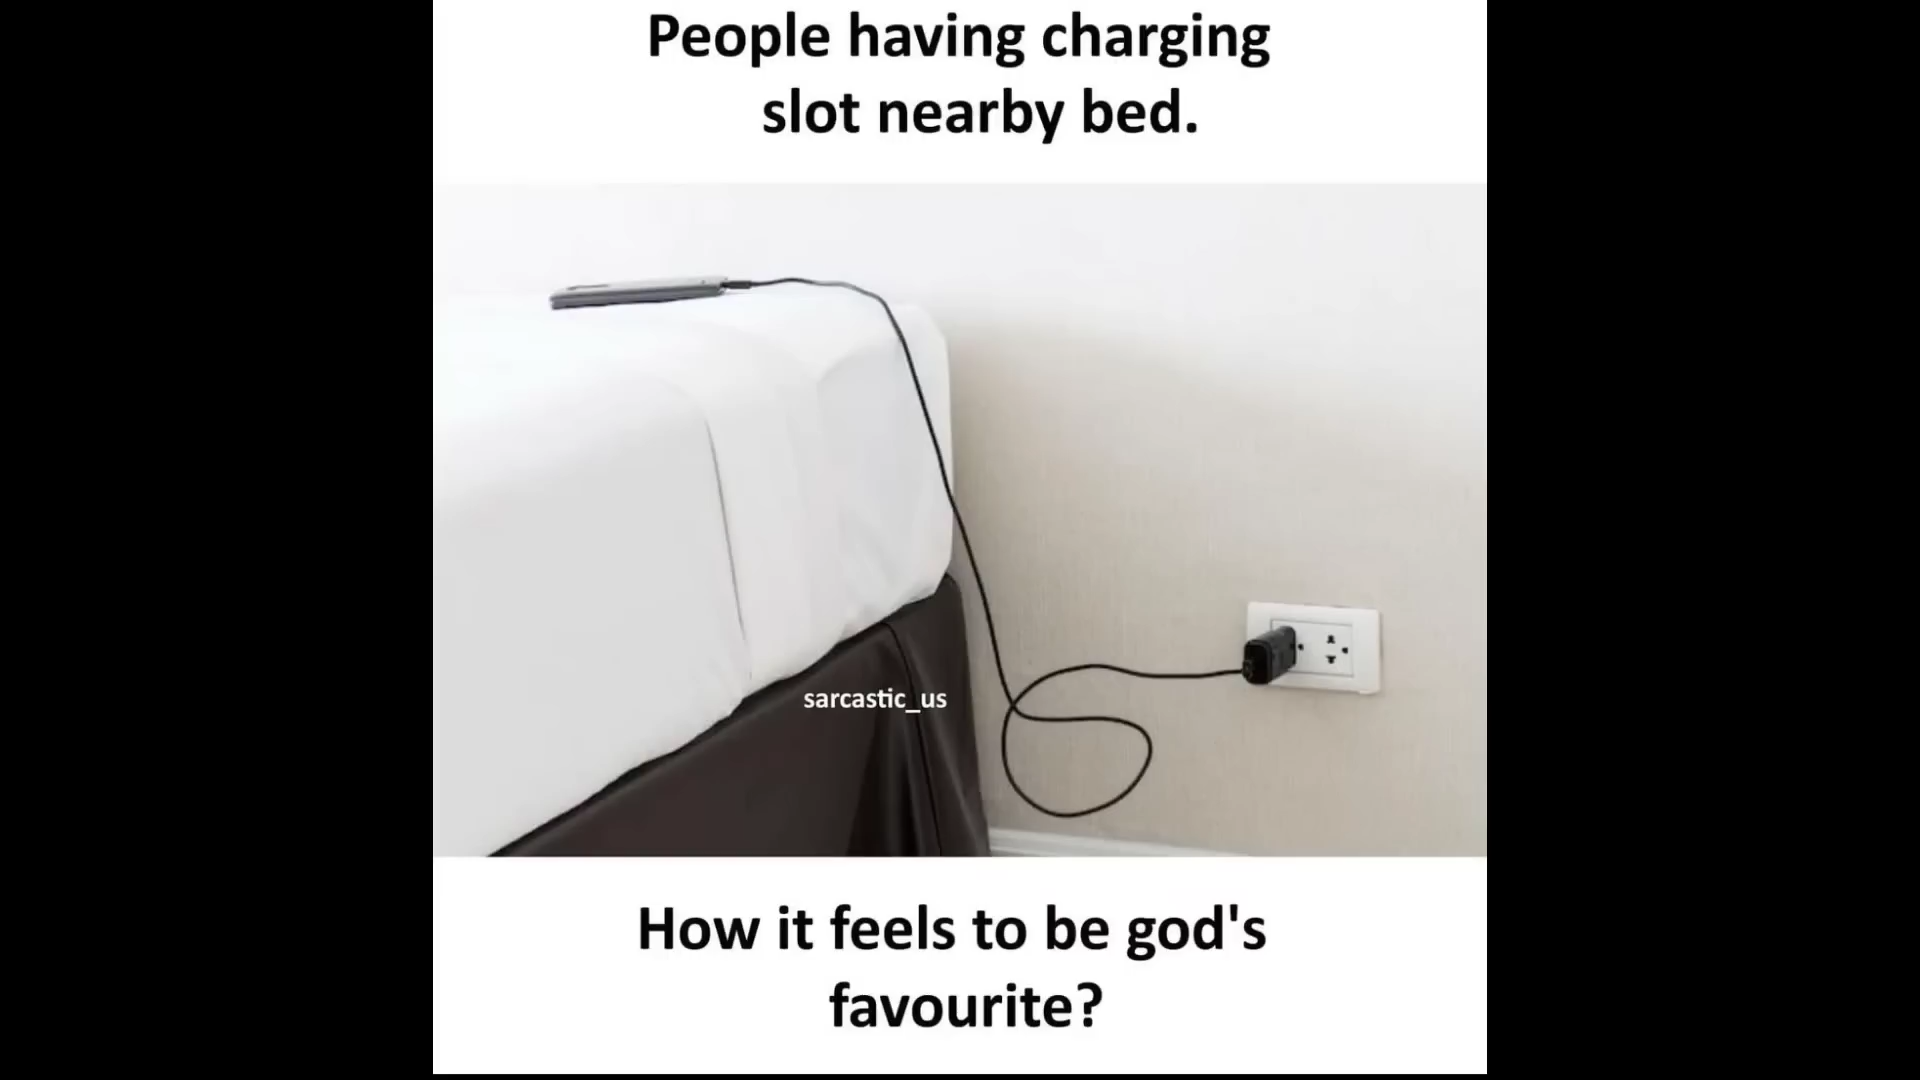 People having charging
slot nearby bed.
sarcastic_us
How it feels to be god's
favourite?